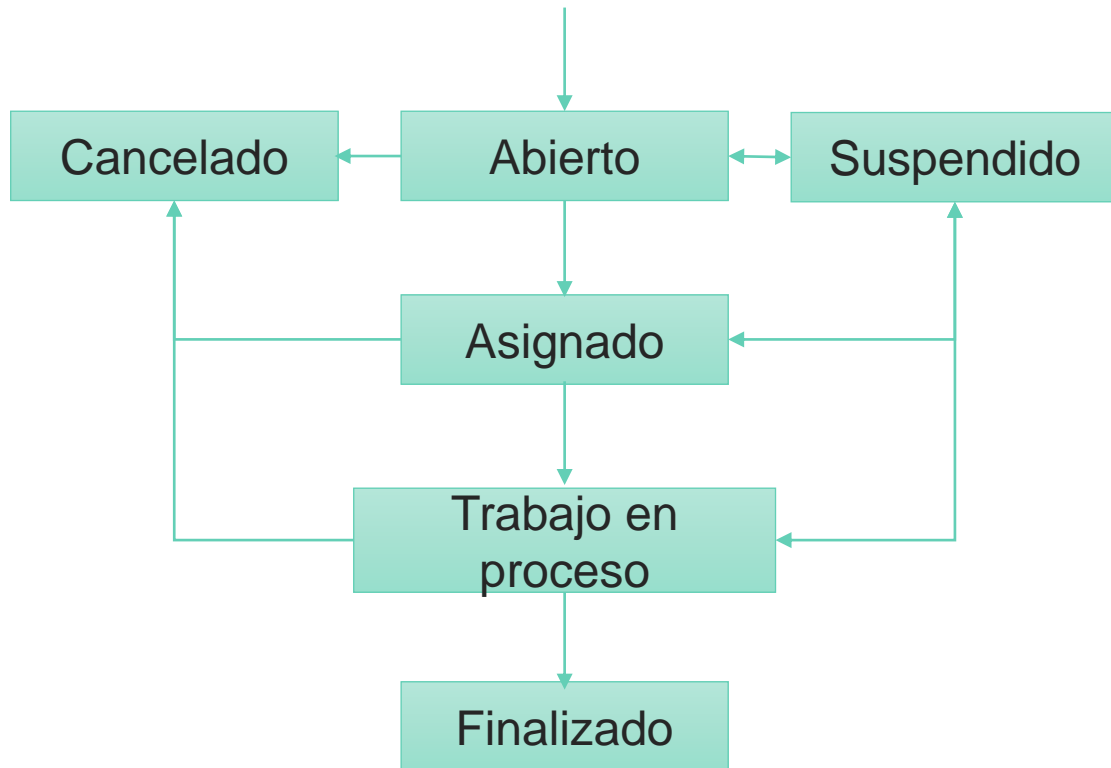 Cancelado
Abierto
Suspendido
Asignado
Trabajo en
proceso
Finalizado